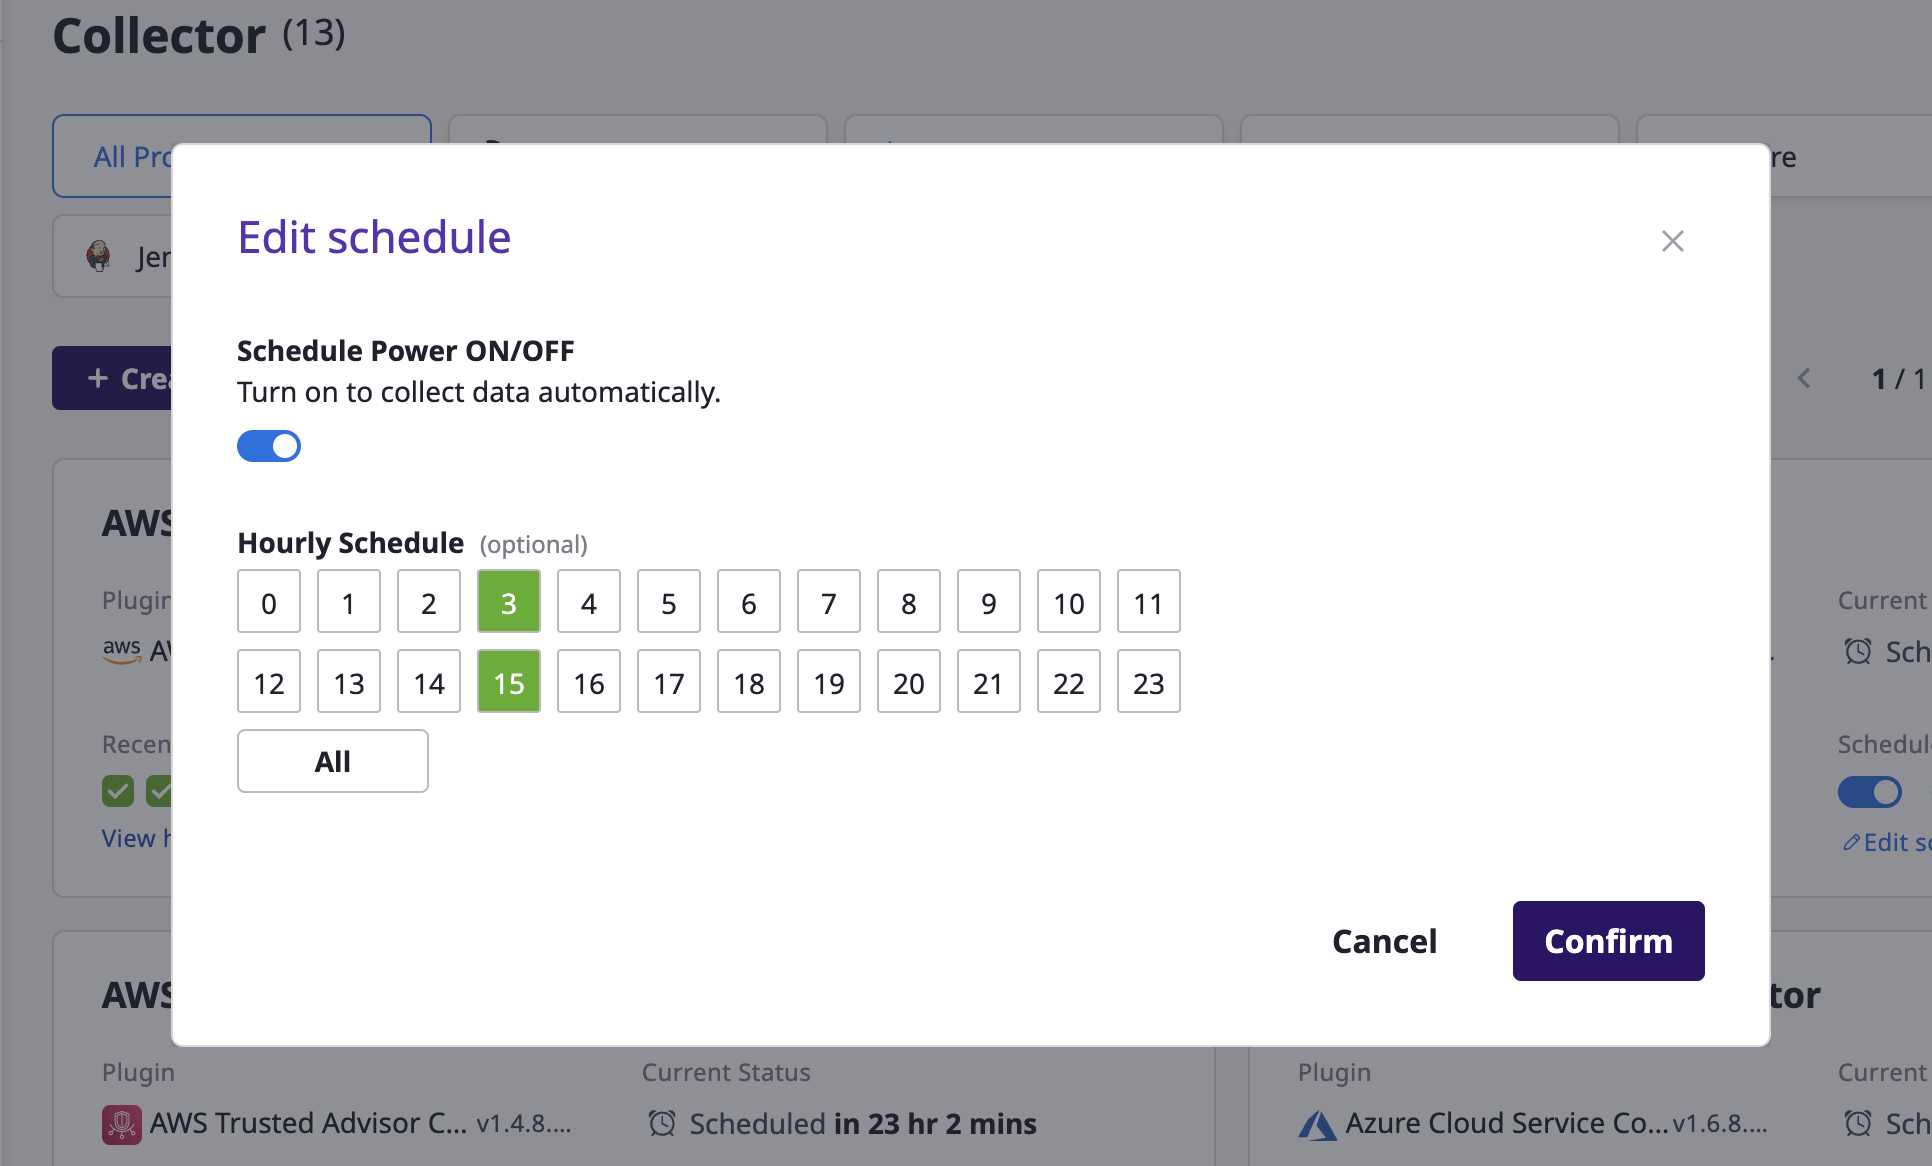 Collector (13)
All Pro
re
Edit schedule
Jer
Schedule Power ON/OFF
Turn on to collect data automatically.
+ Crea
1 / 1
Hourly Schedule (optional)
0 1 2 3 4 5 6 7 8 9 10 11
12 13 14 15 16 17 18 19 20 21 22 23
All
AWS
Plugin
aws
Recen
View h
Current
Sch
Schedul
Edit sc
Cancel
Confirm
AWS
tor
Plugin
Current Status
Plugin
Current
AWS Trusted Advisor C... v1.4.8....
Scheduled in 23 hr 2 mins
Azure Cloud Service Co... v1.6.8....
Sch